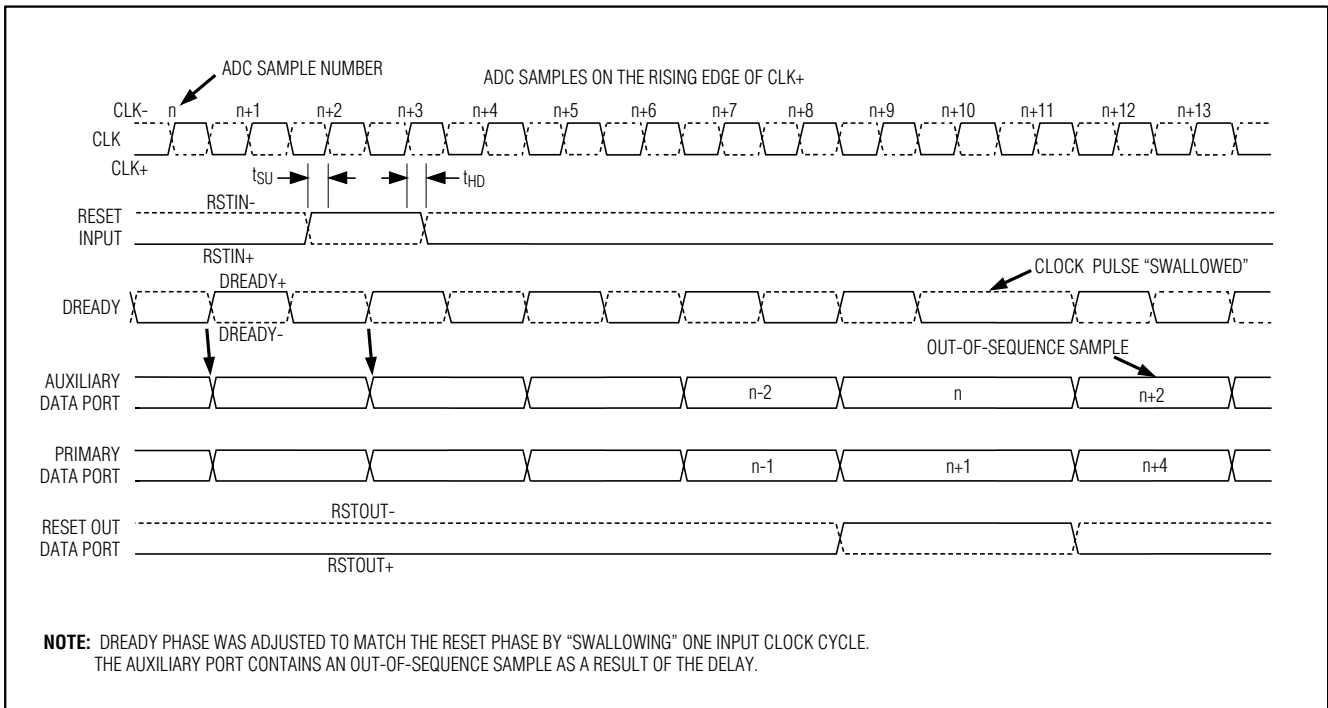 ADC SAMPLE NUMBER
ADC SAMPLES ON THE RISING EDGE OF CLK+
CLK- n n+1 n+2 n+3 n+4 n+5 n+6 n+7 n+8 n+9 n+10 n+11 n+12 n+13
CLK
CLK+
tSU tHD
RSTIN-
RESET
INPUT
RSTIN+
CLOCK PULSE “SWALLOWED”
DREADY+
DREADY
DREADY-
OUT-OF-SEQUENCE SAMPLE
AUXILIARY
DATA PORT
n-2 n n+2
PRIMARY
DATA PORT
n-1 n+1 n+4
RSTOUT-
RESET OUT
DATA PORT
RSTOUT+
NOTE: DREADY PHASE WAS ADJUSTED TO MATCH THE RESET PHASE BY “SWALLOWING” ONE INPUT CLOCK CYCLE.
THE AUXILIARY PORT CONTAINS AN OUT-OF-SEQUENCE SAMPLE AS A RESULT OF THE DELAY.